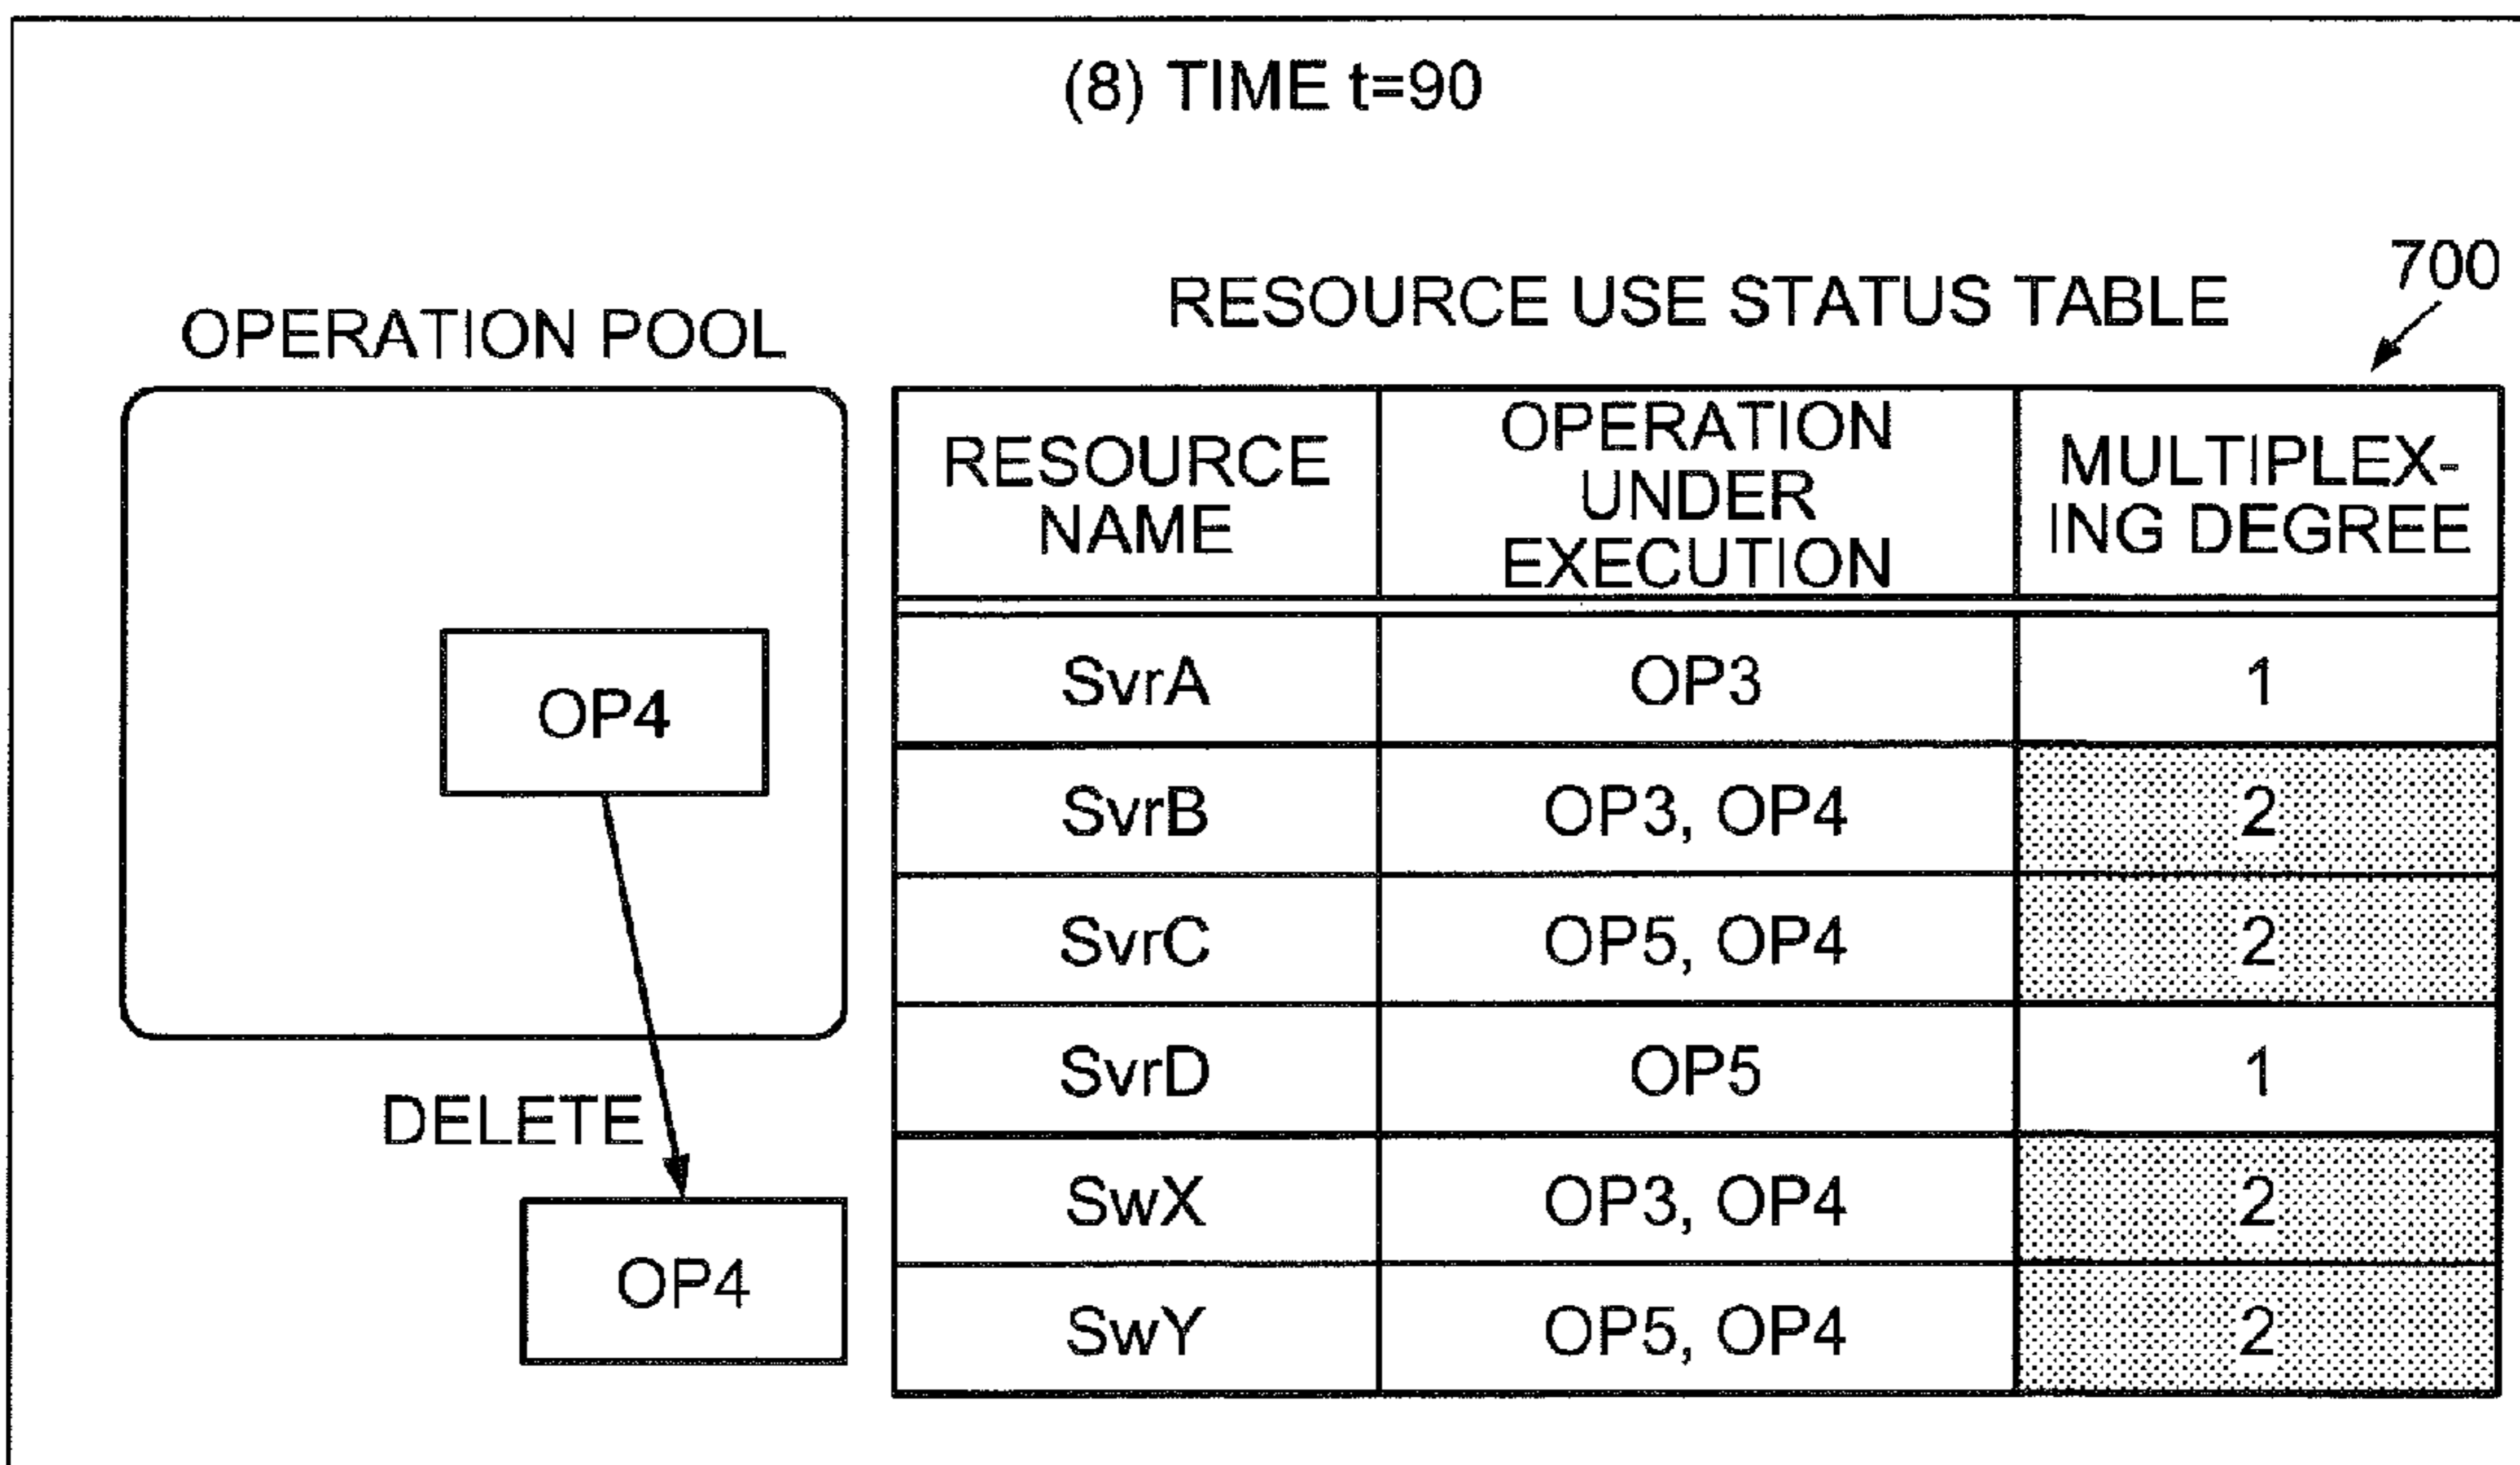 (8) TIME t=90
700
RESOURCE USE STATUS TABLE
OPERATION POOL
RESOURCE
NAME
OPERATION
UNDER
EXECUTION
MULTIPLEX-
ING DEGREE
OP4
SvrA OP3 1
SvrB OP3, OP4 2
SvrC OP5, OP4 2
SvrD OP5 1
DELETE
SwX OP3, OP4 2
OP4
SwY OP5, OP4 2